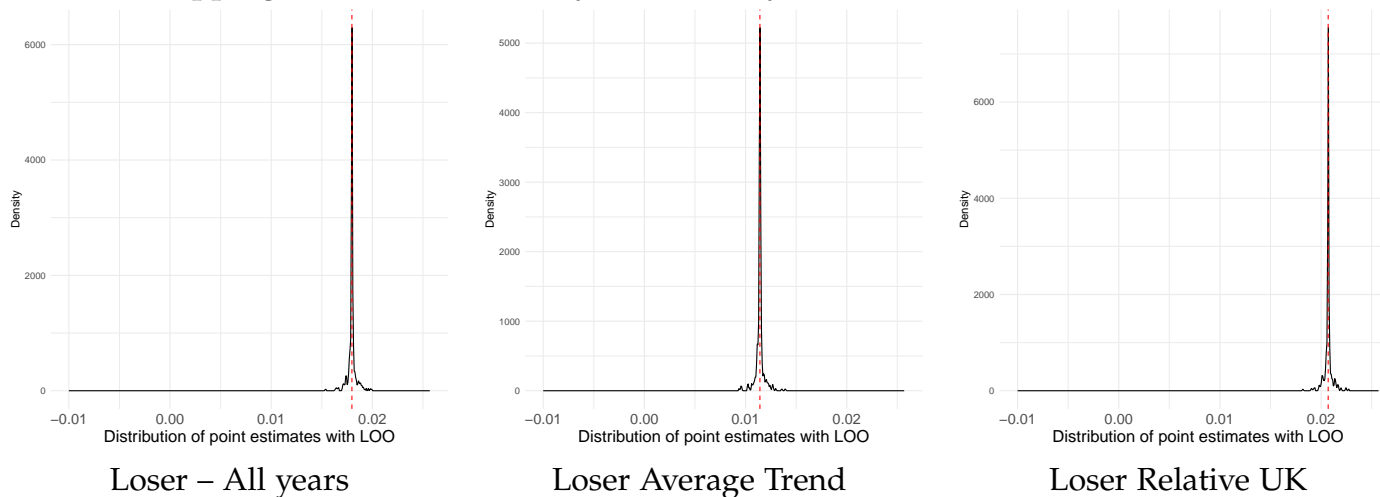 6000
4000
2000
0
Density
−0.01 0.00 0.01 0.02
Distribution of point estimates with LOO
Loser – All years
5000
4000
3000
2000
1000
0
Density
−0.01 0.00 0.01 0.02
Distribution of point estimates with LOO
Loser Average Trend
6000
4000
2000
0
Density
−0.01 0.00 0.01 0.02
Distribution of point estimates with LOO
Loser Relative UK